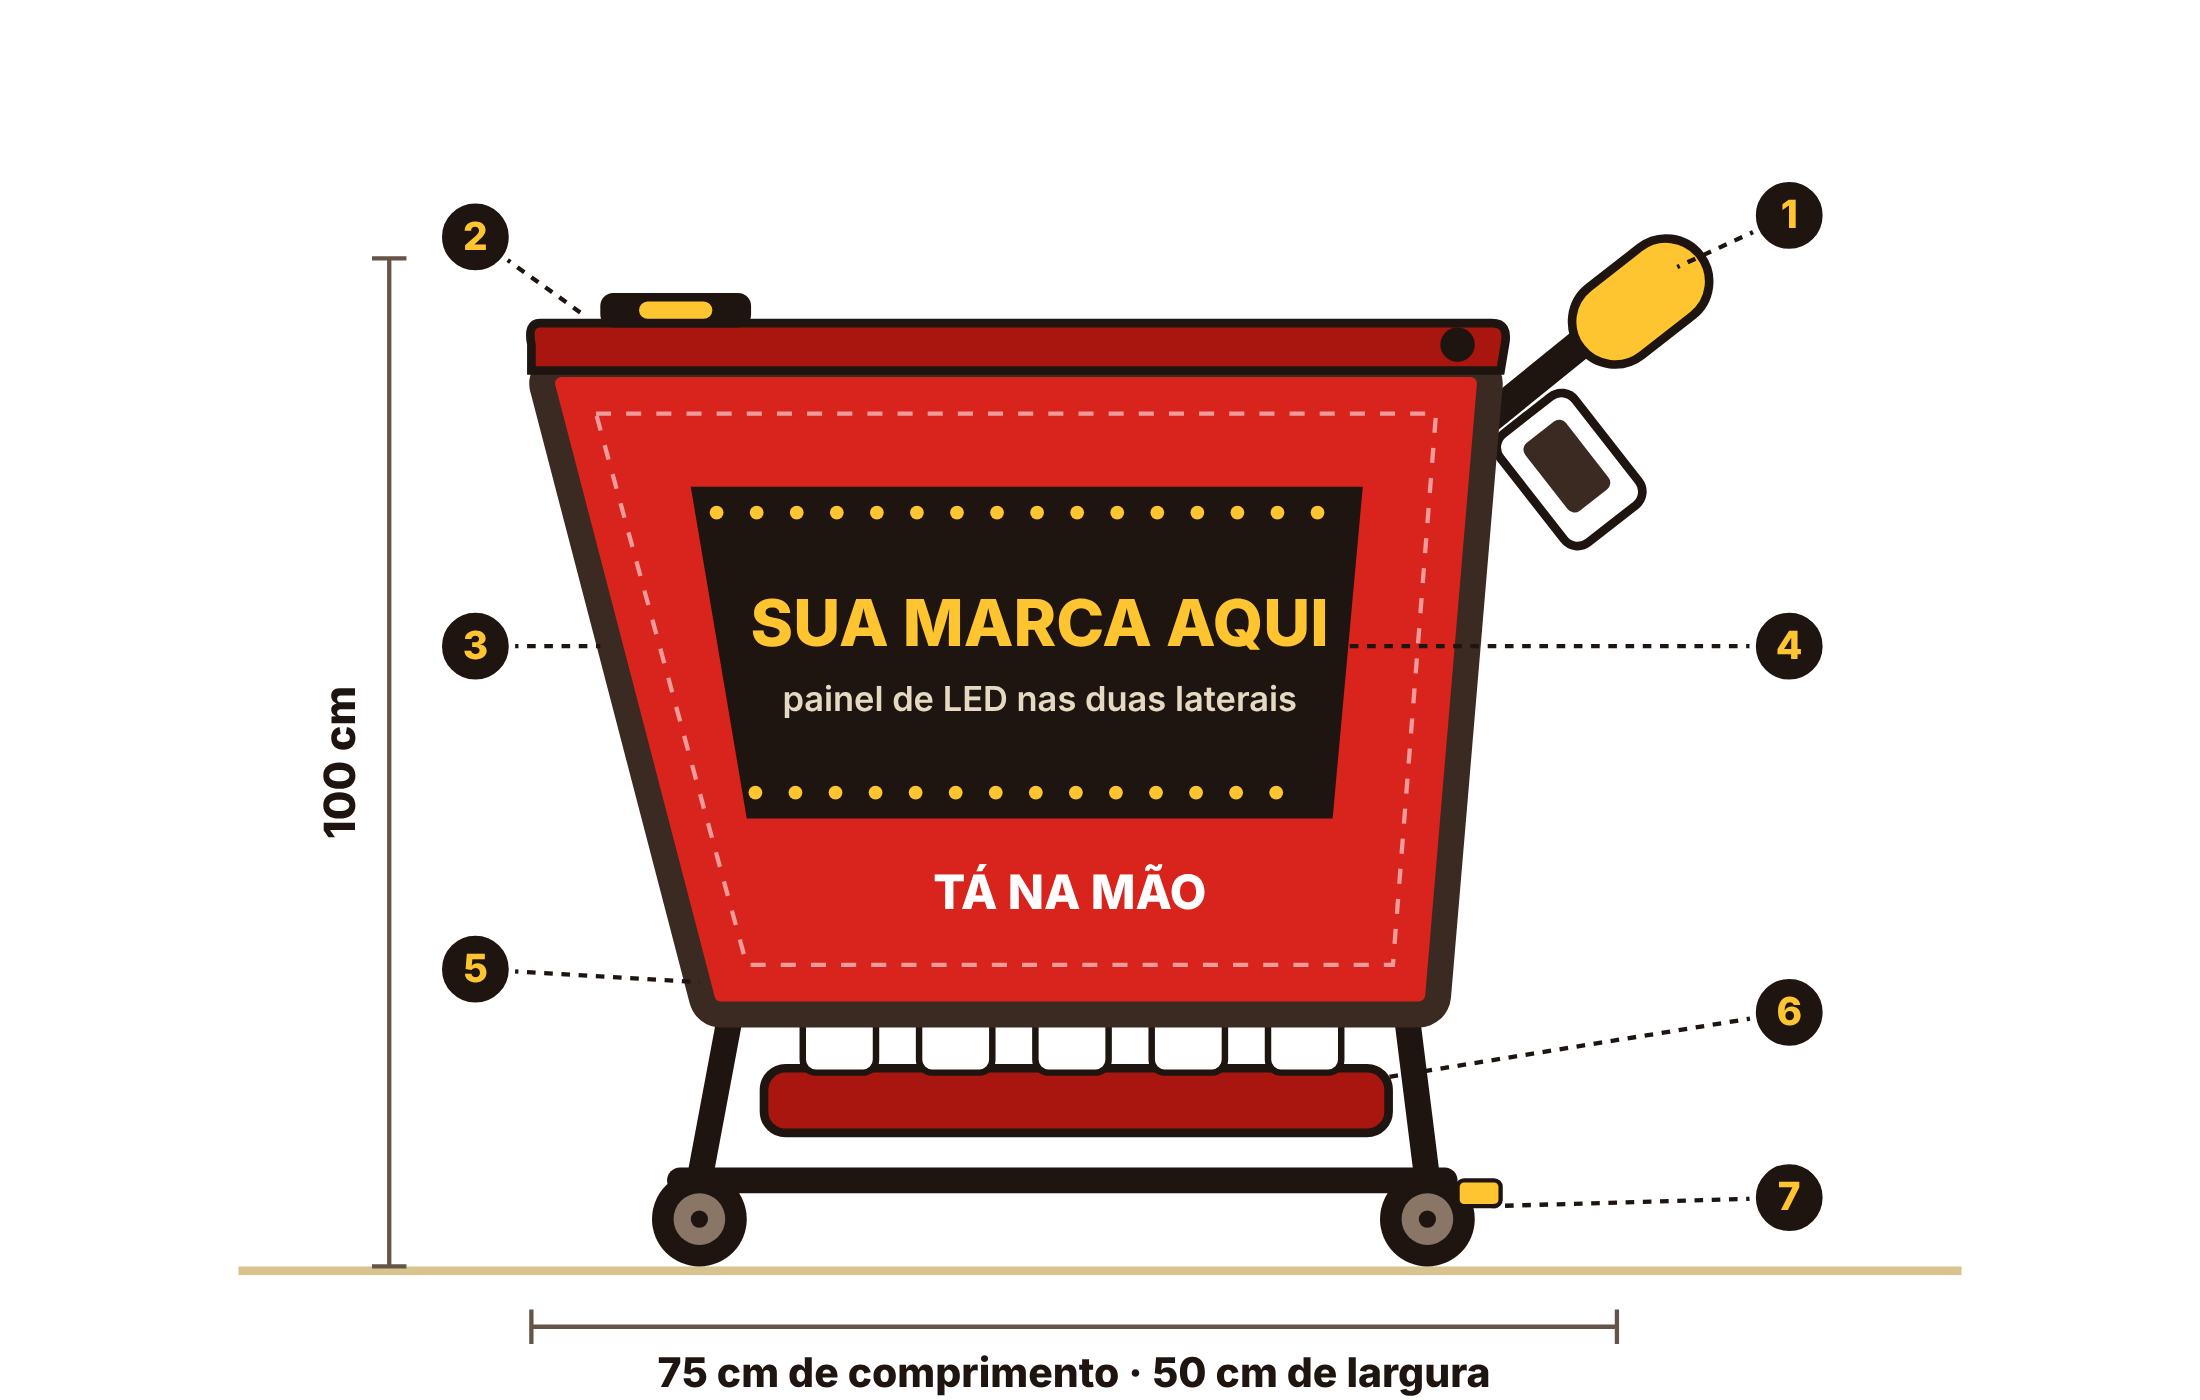 1
2
100 cm
SUA MARCA AQUI
3
4
painel de LED nas duas laterais
TÁ NA MÃO
5
6
7
75 cm de comprimento · 50 cm de largura